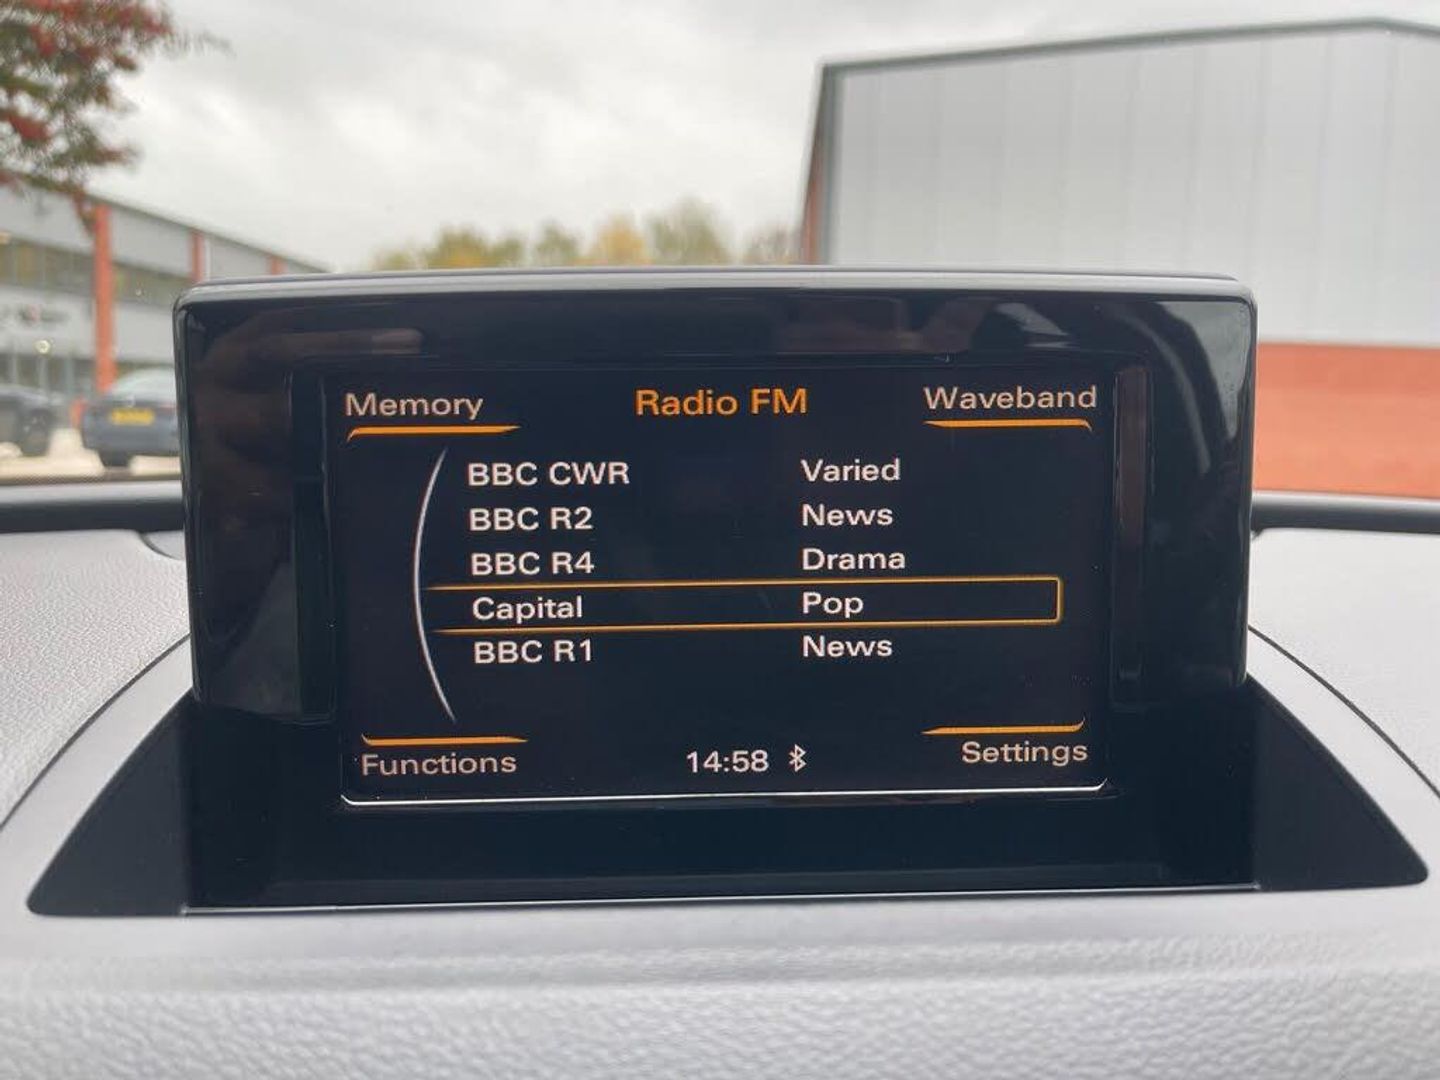 Memory Radio FM Waveband
BBC CWR Varied
BBC R2 News
BBC R4 Drama
Capital Pop
BBC R1 News
Functions 14:58 Settings